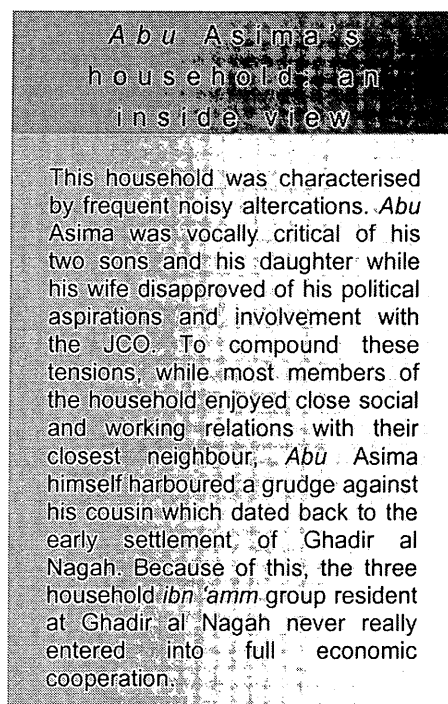 Abu Asima's
household: an
inside view
This household was characterised
by frequent noisy altercations. Abu
Asima was vocally critical of his
two sons and his daughter while
his wife disapproved of his political
aspirations and involvement with
the JCO. To compound these
tensions, while most members of
the household enjoyed close social
and working relations with their
closest neighbour, Abu Asima
himself harboured a grudge against
his cousin which dated back to the
early settlement of Ghadir al
Nagah. Because of this, the three
household ibn 'amm group resident
at Ghadir al Nagah never really
entered into full economic
cooperation.